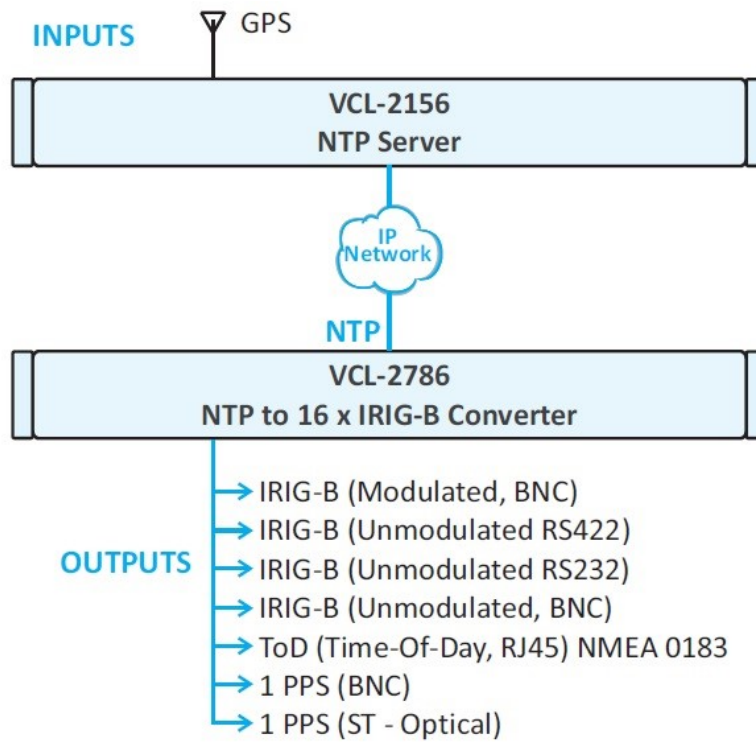 INPUTS
GPS
VCL-2156
NTP Server
IP
Network
NTP
VCL-2786
NTP to 16 x IRIG-B Converter
OUTPUTS
IRIG-B (Modulated, BNC)
IRIG-B (Unmodulated RS422)
IRIG-B (Unmodulated RS232)
IRIG-B (Unmodulated, BNC)
ToD (Time-Of-Day, RJ45) NMEA 0183
1 PPS (BNC)
1 PPS (ST - Optical)